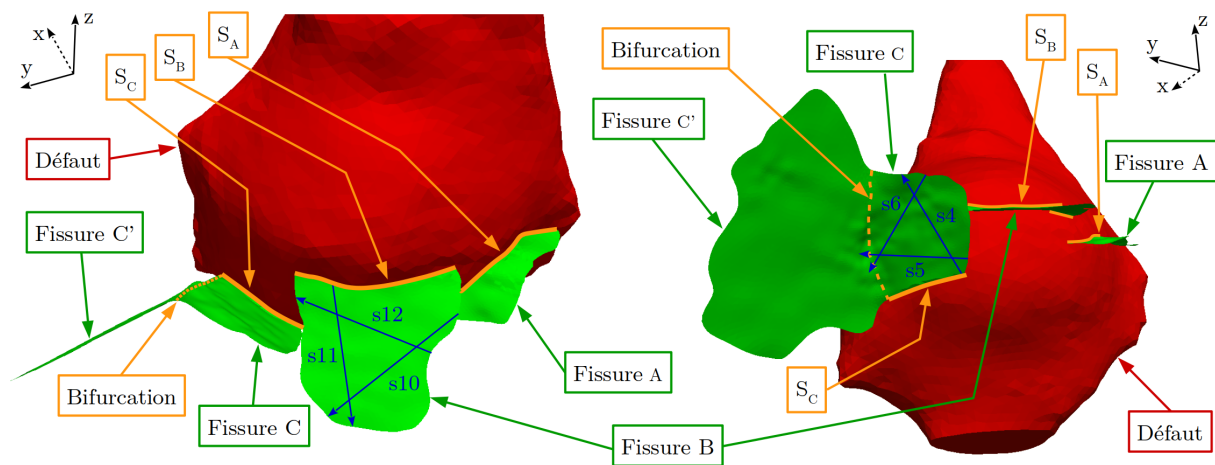 z
x
y
S_A
S_B
S_C
Défaut
Fissure C'
s12
s11
s10
Bifurcation
Fissure C
Fissure A
Fissure B
Bifurcation
Fissure C
S_B
S_A
z
y
x
Fissure C'
Fissure A
s6
s4
s5
S_C
Défaut